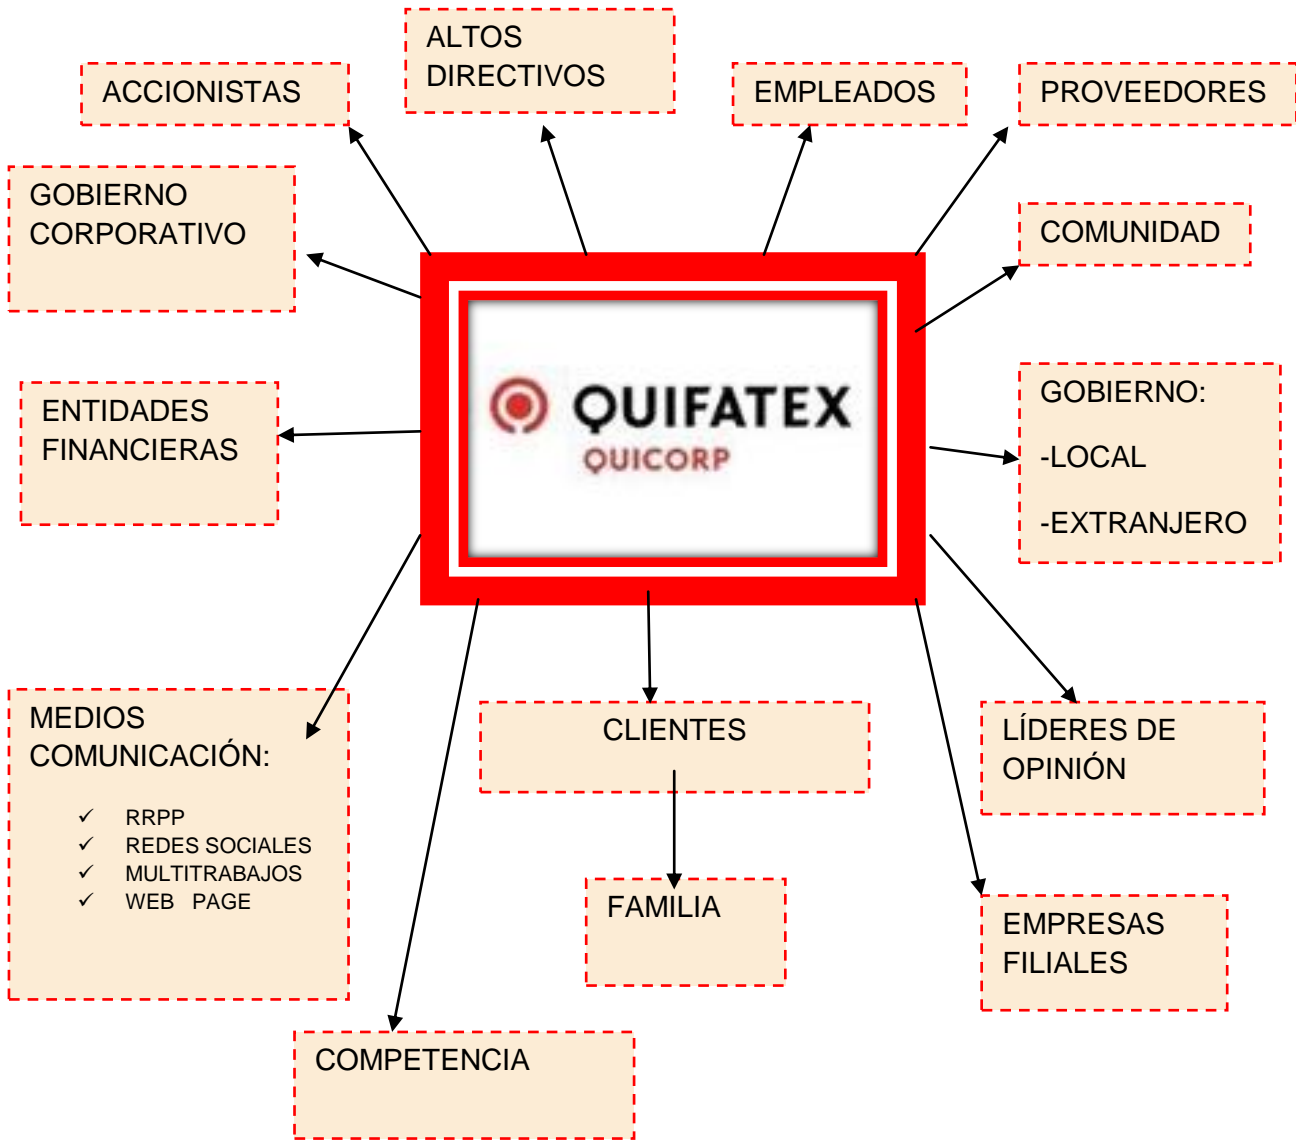 ALTOS
DIRECTIVOS
ACCIONISTAS
EMPLEADOS
PROVEEDORES
GOBIERNO
CORPORATIVO
COMUNIDAD
ENTIDADES
FINANCIERAS
QUIFATEX
QUICORP
GOBIERNO:
-LOCAL
-EXTRANJERO
MEDIOS
COMUNICACIÓN:
✓ RRPP
✓ REDES SOCIALES
✓ MULTITRABAJOS
✓ WEB PAGE
CLIENTES
LÍDERES DE
OPINIÓN
FAMILIA
EMPRESAS
FILIALES
COMPETENCIA